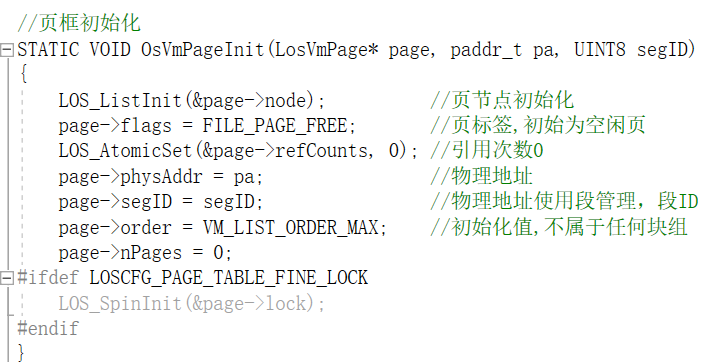 //页框初始化
STATIC VOID OsVmPageInit(LosVmPage* page, paddr_t pa, UINT8 segID)
{
LOS_ListInit(&page->node); //页节点初始化
page->flags = FILE_PAGE_FREE; //页标签,初始为空闲页
LOS_AtomicSet(&page->refCounts, 0); //引用次数0
page->physAddr = pa; //物理地址
page->segID = segID; //物理地址使用段管理，段ID
page->order = VM_LIST_ORDER_MAX; //初始化值,不属于任何块组
page->nPages = 0;
#ifdef LOSCFG_PAGE_TABLE_FINE_LOCK
LOS_SpinInit(&page->lock);
#endif
}